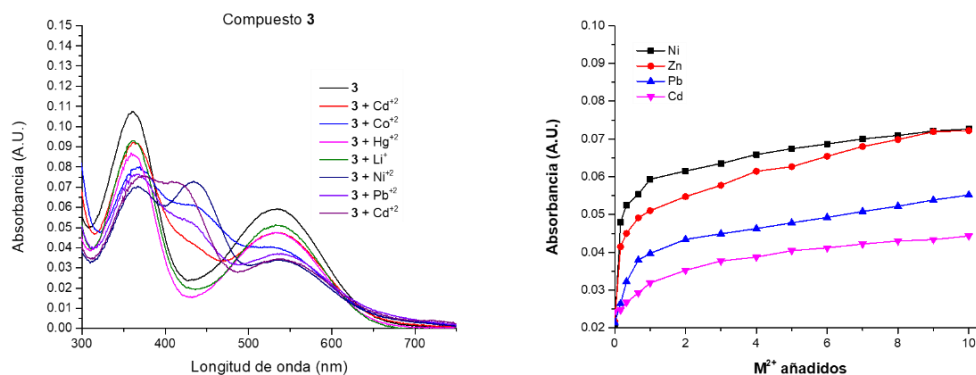 Compuesto 3
Absorbancia (A.U.)
0.15
0.14
0.13
0.12
0.11
0.10
0.09
0.08
0.07
0.06
0.05
0.04
0.03
0.02
0.01
0.00
300
400
500
600
700
Longitud de onda (nm)
3
3 + Cd+2
3 + Co+2
3 + Hg+2
3 + Li+
3 + Ni+2
3 + Pb+2
3 + Cd+2
Absorbancia (A.U.)
0.10
0.09
0.08
0.07
0.06
0.05
0.04
0.03
0.02
0
2
4
6
8
10
M2+ añadidos
Ni
Zn
Pb
Cd